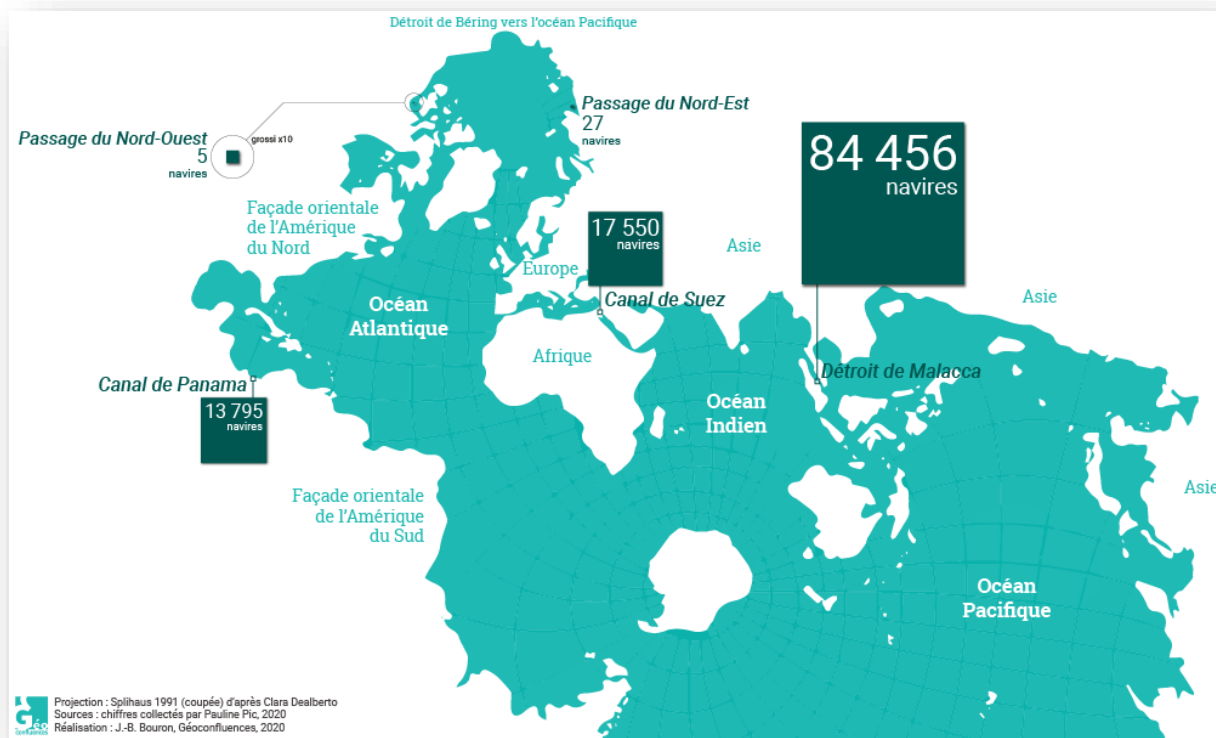 Détroit de Béring vers l'océan Pacifique
Passage du Nord-Ouest
5
navires
grossi x10
Passage du Nord-Est
27
navires
84 456
navires
Façade orientale
de l'Amérique
du Nord
17 550
navires
Asie
Europe
Canal de Suez
Asie
Océan
Atlantique
Afrique
Canal de Panama
13 795
navires
Détroit de Malacca
Océan
Indien
Façade orientale
de l'Amérique
du Sud
Asie
Océan
Pacifique
Géo
confluences
Projection : Splihaus 1991 (coupée) d'après Clara Dealberto
Sources : chiffres collectés par Pauline Pic, 2020
Réalisation : J.-B. Bouron, Géoconfluences, 2020